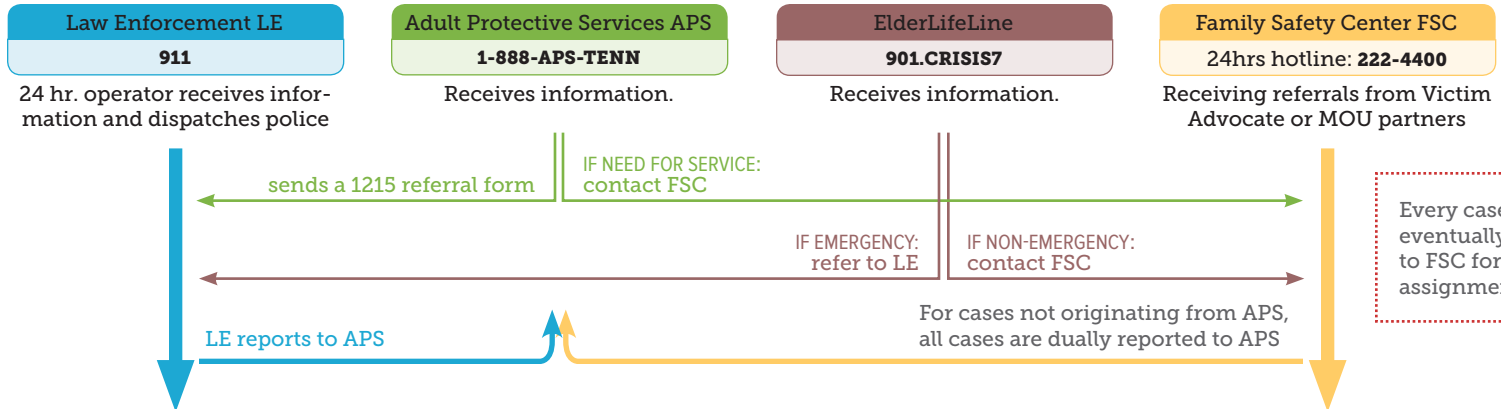 Law Enforcement LE
911
24 hr. operator receives infor-
mation and dispatches police
Adult Protective Services APS
1-888-APS-TENN
Receives information.
ElderLifeLine
901.CRISIS7
Receives information.
Family Safety Center FSC
24hrs hotline: 222-4400
Receiving referrals from Victim
Advocate or MOU partners
sends a 1215 referral form
IF NEED FOR SERVICE:
contact FSC
IF EMERGENCY:
refer to LE
IF NON-EMERGENCY:
contact FSC
Every case
eventually
to FSC for
LE reports to APS
For cases not originating from APS,
all cases are dually reported to APS